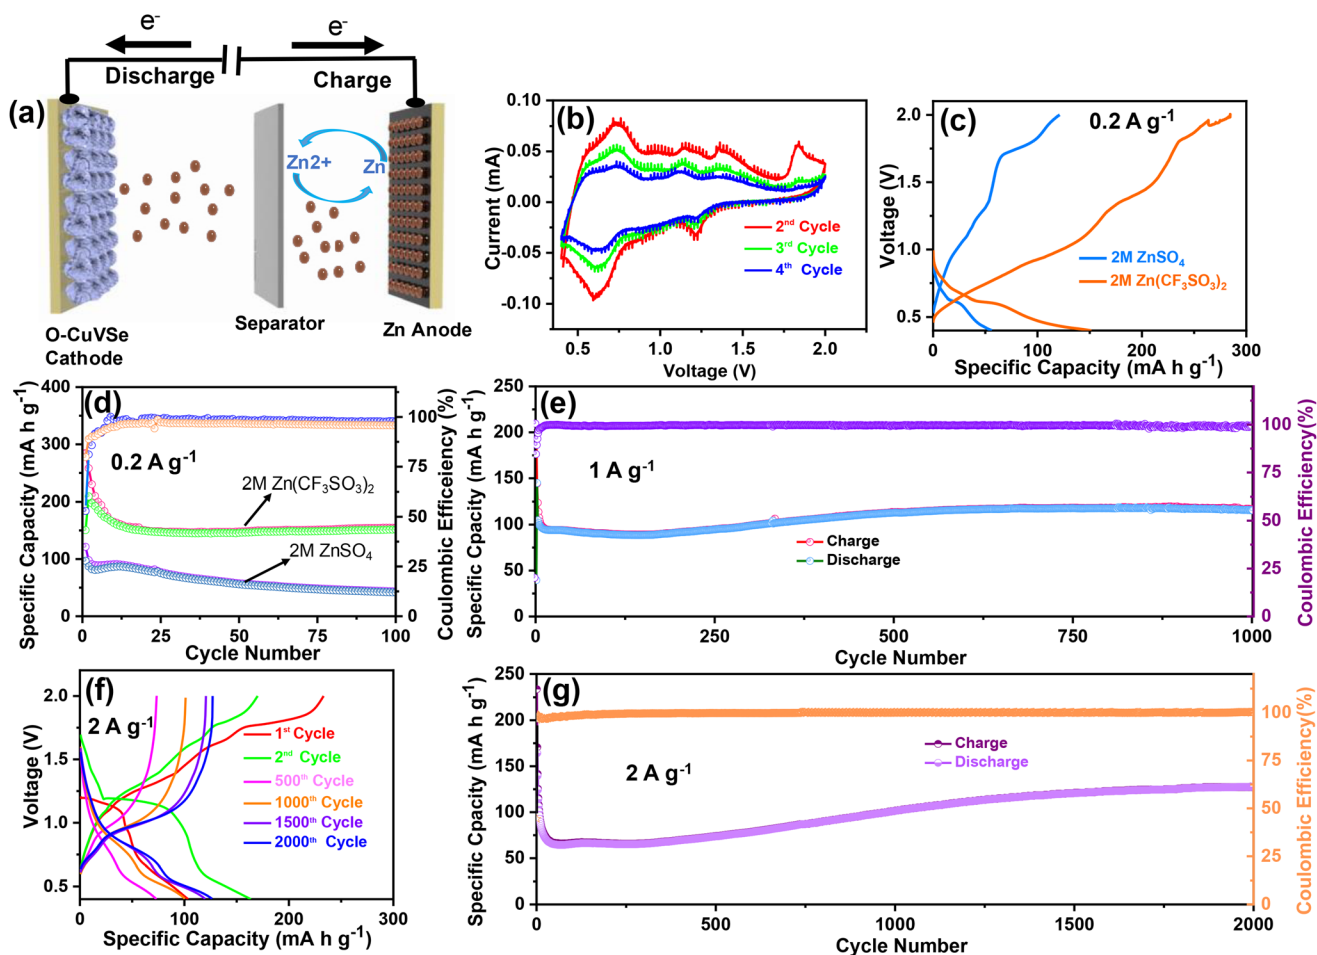 e-
e-
Discharge
Charge
(a)
Zn2+
Zn
O-CuVSe
Cathode
Separator
Zn Anode
(b)
0.10
0.05
0.00
-0.05
-0.10
Current (mA)
2nd Cycle
3rd Cycle
4th Cycle
0.5
1.0
1.5
2.0
Voltage (V)
(c)
0.2 A g-1
2.0
1.5
1.0
0.5
Voltage (V)
2M ZnSO4
2M Zn(CF3SO3)2
0
100
200
300
Specific Capacity (mA h g-1)
(d)
400
350
300
250
200
150
100
50
0
Specific Capacity (mA h g-1)
0.2 A g-1
2M Zn(CF3SO3)2
2M ZnSO4
100
75
50
25
0
Coulombic Efficeiency (%)
0
25
50
75
100
Cycle Number
(e)
250
200
150
100
50
0
Specific Cpacity (mA h g-1)
1 A g-1
Charge
Discharge
100
75
50
25
0
Coulombic Efficiency(%)
0
250
500
750
1000
Cycle Number
(f)
2 A g-1
2.0
1.5
1.0
0.5
Voltage (V)
1st Cycle
2nd Cycle
500th Cycle
1000th Cycle
1500th Cycle
2000th Cycle
0
100
200
300
Specific Capacity (mA h g-1)
(g)
250
200
150
100
50
0
Specific Cpacity (mA h g-1)
Charge
Discharge
2 A g-1
100
75
50
25
0
Coulombic Efficiency(%)
0
500
1000
1500
2000
Cycle Number